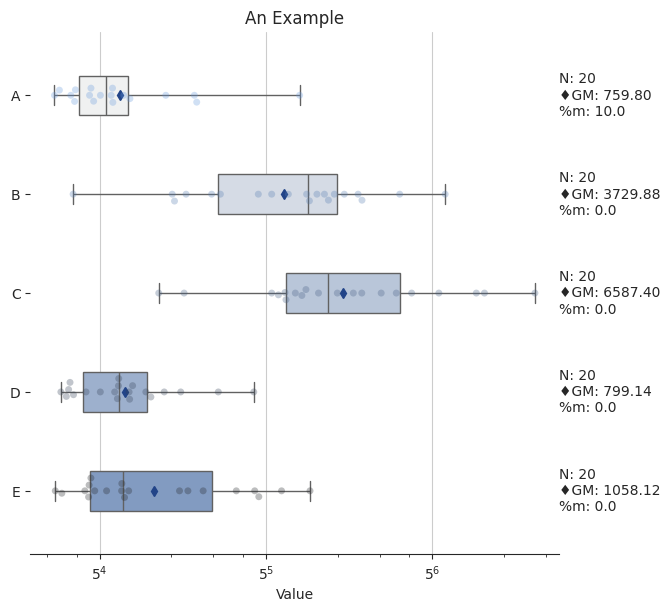 An Example
A
N: 20
♦GM: 759.80
%m: 10.0
B
N: 20
♦GM: 3729.88
%m: 0.0
C
N: 20
♦GM: 6587.40
%m: 0.0
D
N: 20
♦GM: 799.14
%m: 0.0
E
N: 20
♦GM: 1058.12
%m: 0.0
5⁴ 5⁵ 5⁶
Value